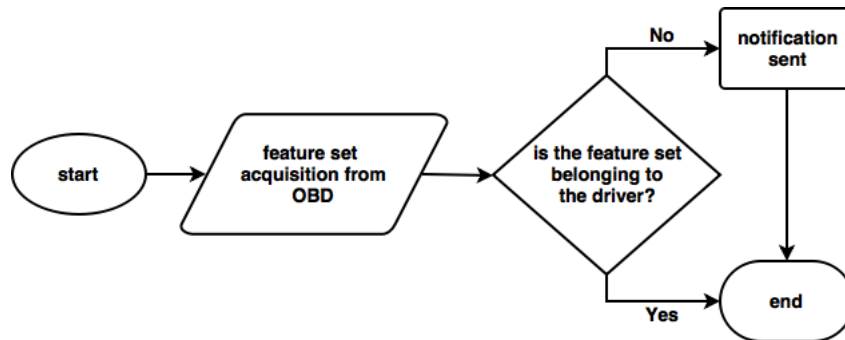 start
feature set
acquisition from
OBD
is the feature set
belonging to
the driver?
No
notification
sent
Yes
end